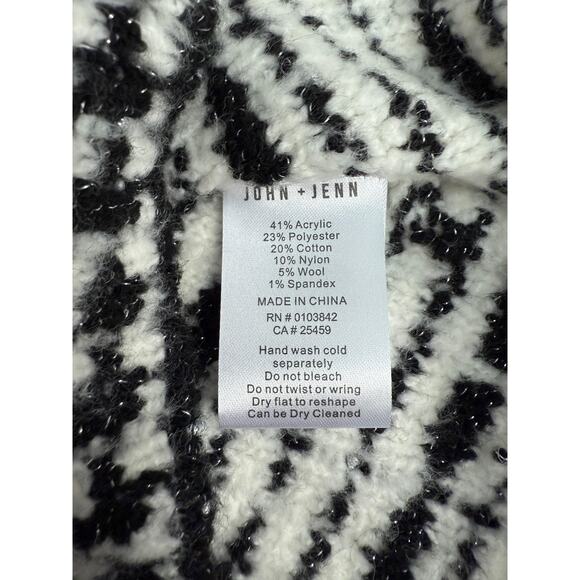 JOHN + JENN
41% Acrylic
23% Polyester
20% Cotton
10% Nylon
5% Wool
1% Spandex
MADE IN CHINA
RN # 0103842
CA # 25459
Hand wash cold
separately
Do not bleach
Do not twist or wring
Dry flat to reshape
Can be Dry Cleaned